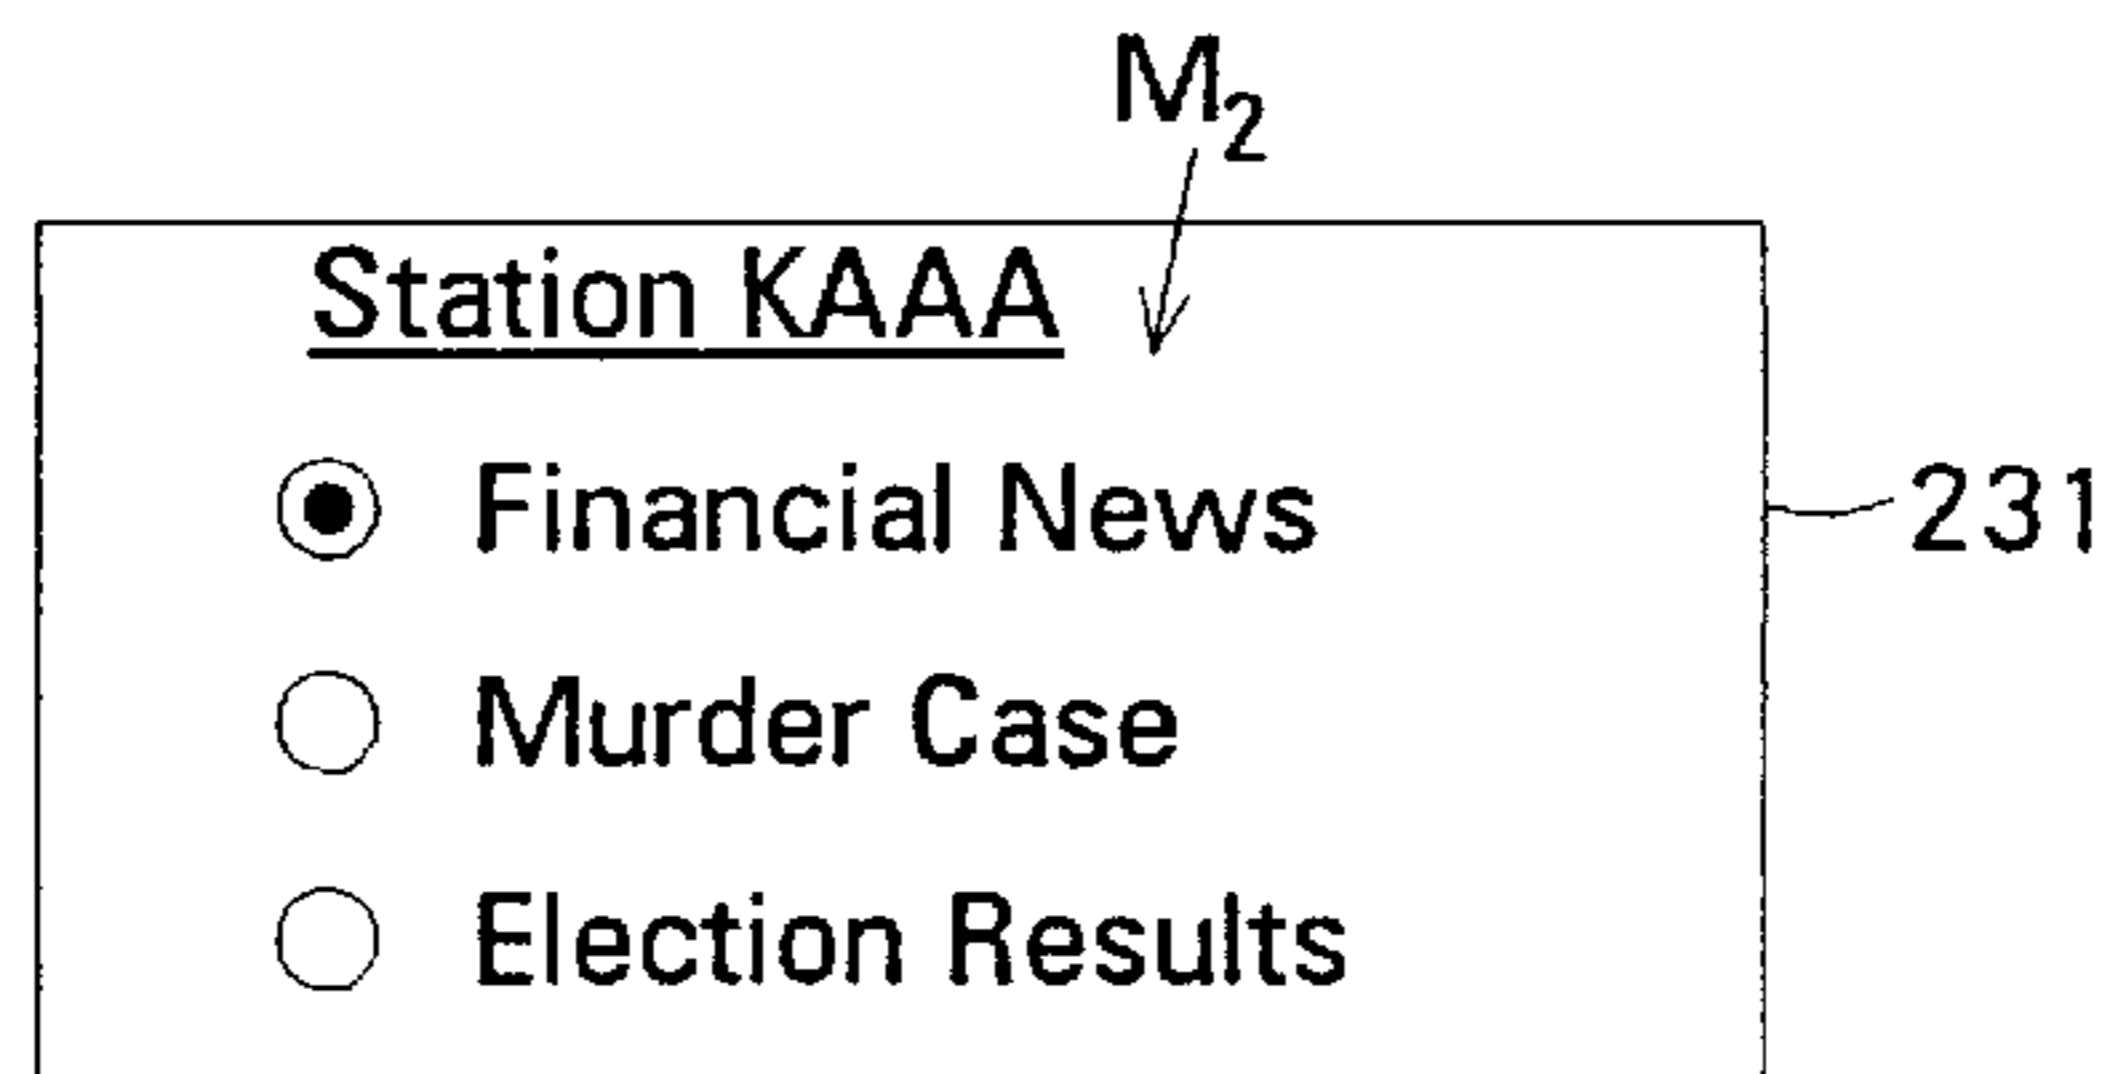 M₂
Station KAAA
Financial News
231
Murder Case
Election Results